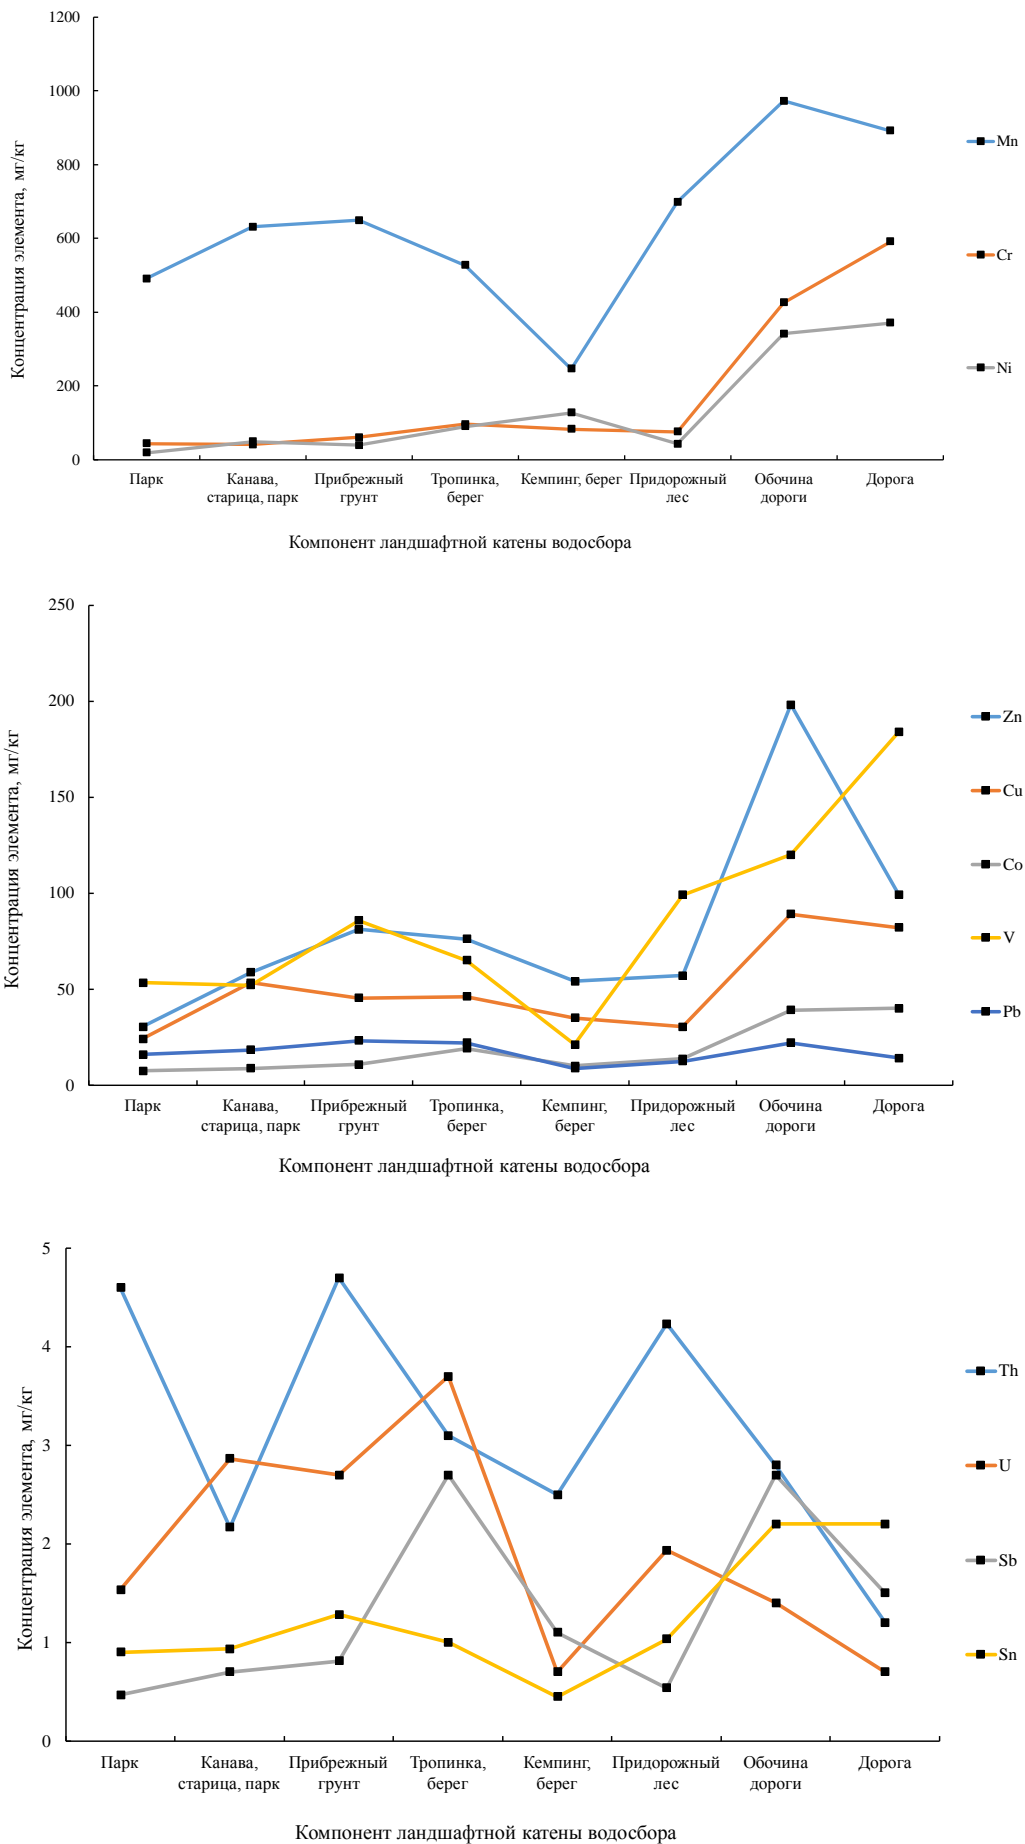 1200
1000
800
600
400
200
0
Концентрация элемента, мг/кг
Парк
Канава,
старица, парк
Прибрежный
грунт
Тропинка,
берег
Кемпинг, берег
Придорожный
лес
Обочина
дороги
Дорога
Компонент ландшафтной катены водосбора
Mn
Cr
Ni
250
200
150
100
50
0
Концентрация элемента, мг/кг
Парк
Канава,
старица, парк
Прибрежный
грунт
Тропинка,
берег
Кемпинг,
берег
Придорожный
лес
Обочина
дороги
Дорога
Компонент ландшафтной катены водосбора
Zn
Cu
Co
V
Pb
5
4
3
2
1
0
Концентрация элемента, мг/кг
Парк
Канава,
старица, парк
Прибрежный
грунт
Тропинка,
берег
Кемпинг,
берег
Придорожный
лес
Обочина
дороги
Дорога
Компонент ландшафтной катены водосбора
Th
U
Sb
Sn